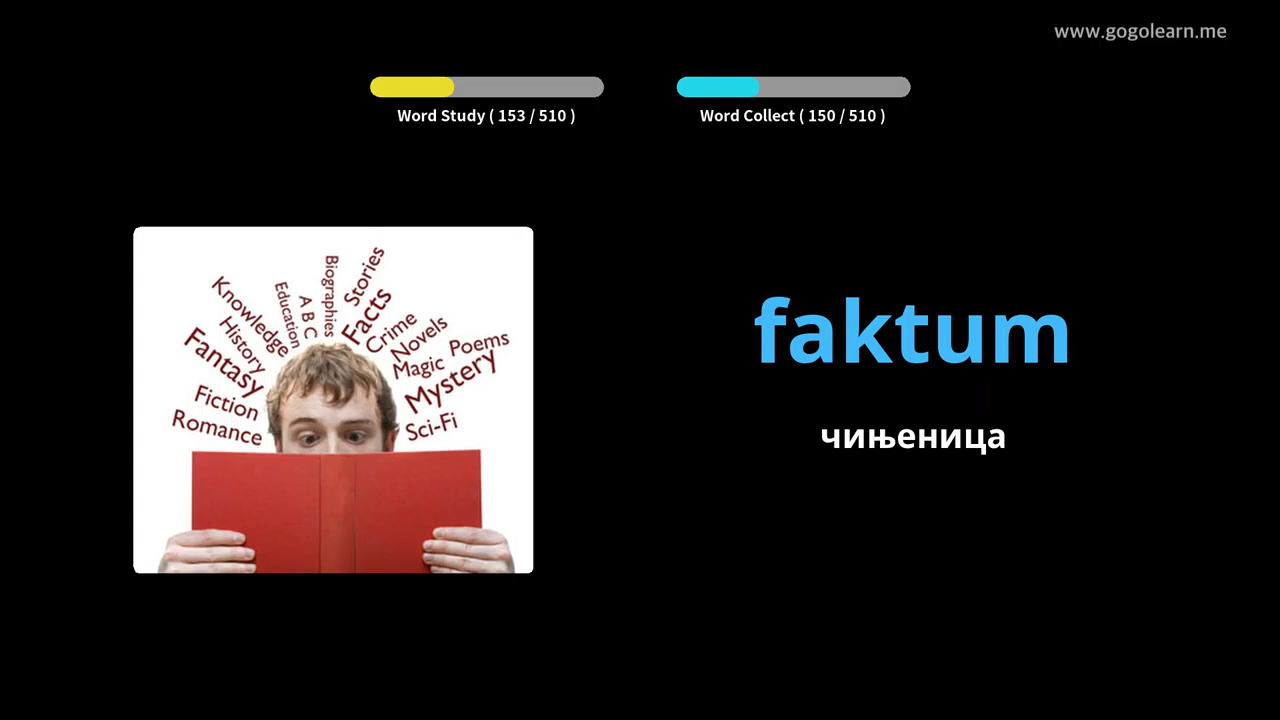 www.gogolearn.me
Word Study ( 153 / 510 )
Word Collect ( 150 / 510 )
Biographies
Stories
Facts
Education
A B C
Knowledge
History
Crime
Novels
Fantasy
Magic
Poems
Mystery
Fiction
Romance
Sci-Fi
faktum
чињеница